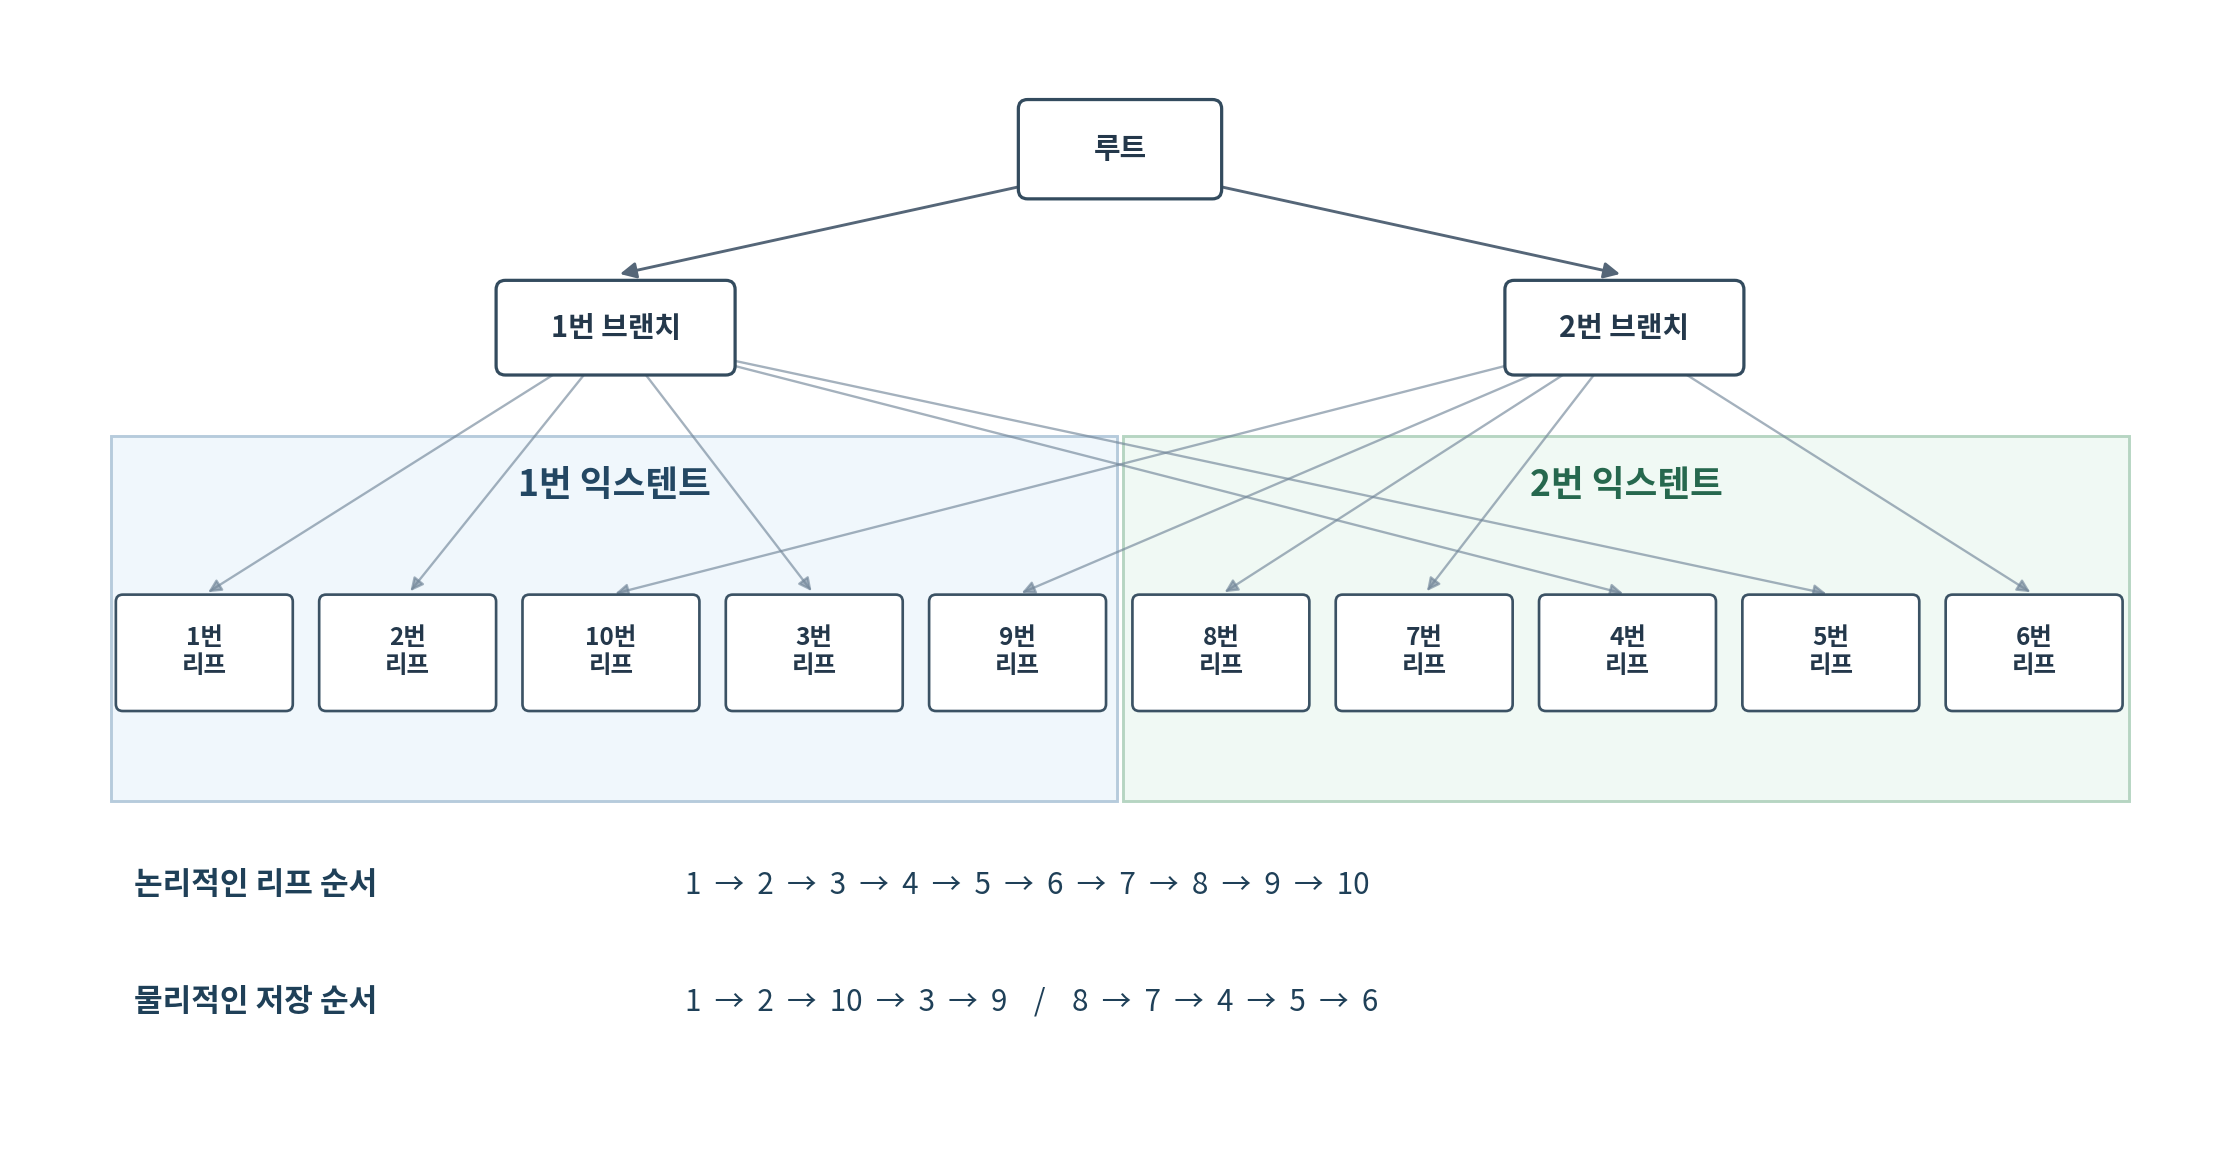 루트
1번 브랜치
2번 브랜치
1번 익스텐트
2번 익스텐트
1번
리프
2번
리프
10번
리프
3번
리프
9번
리프
8번
리프
7번
리프
4번
리프
5번
리프
6번
리프
논리적인 리프 순서
1 → 2 → 3 → 4 → 5 → 6 → 7 → 8 → 9 → 10
물리적인 저장 순서
1 → 2 → 10 → 3 → 9 / 8 → 7 → 4 → 5 → 6